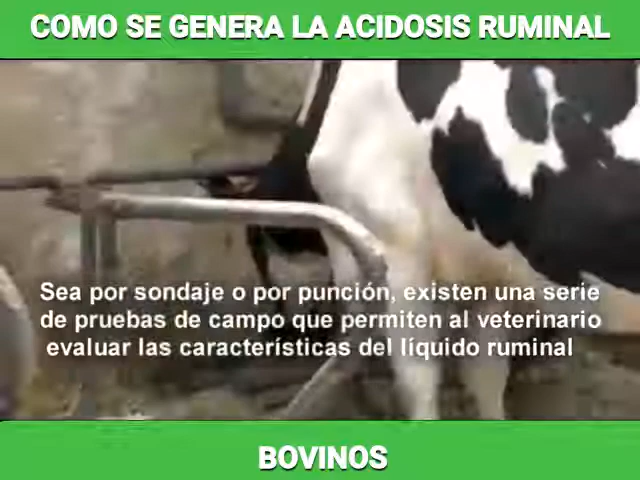 COMO SE GENERA LA ACIDOSIS RUMINAL
Sea por sondaje o por punción, existen una serie
de pruebas de campo que permiten al veterinario
evaluar las características del líquido ruminal
BOVINOS